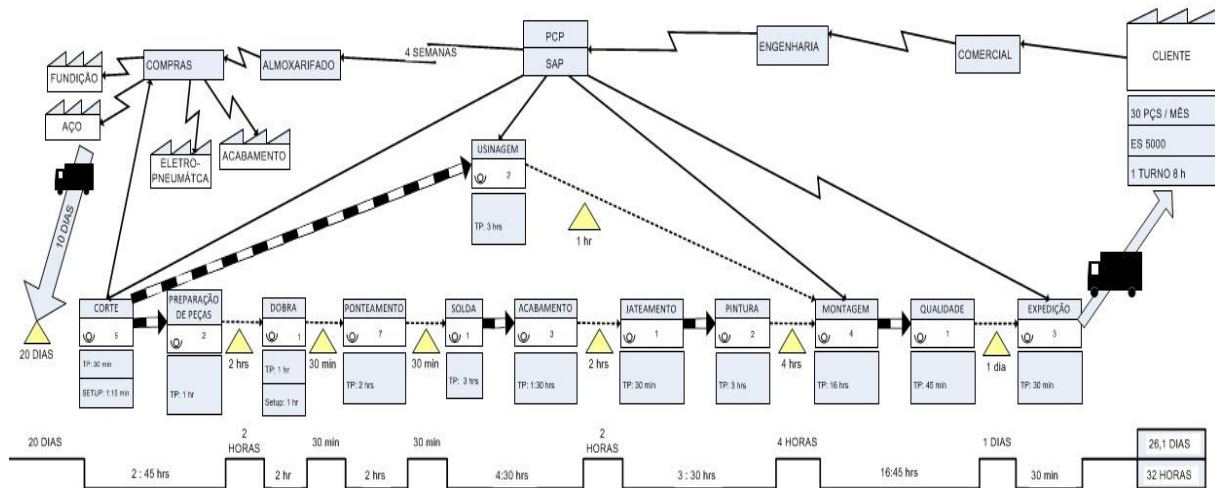 PCP
SAP
4 SEMANAS
ENGENHARIA
COMERCIAL
CLIENTE
30 PÇS / MÊS
ES 5000
1 TURNO 8 h
FUNDIÇÃO
COMPRAS
ALMOXARIFADO
AÇO
ELETRO-
PNEUMÁTCA
ACABAMENTO
10 DIAS
20 DIAS
USINAGEM
2
TP: 3 hrs
1 hr
CORTE
5
TP: 30 min
SETUP: 1:15 min
PREPARAÇÃO
DE PEÇAS
2
TP: 1 hr
2 hrs
DOBRA
1
TP: 1 hr
Setup: 1 hr
30 min
PONTEAMENTO
7
TP: 2 hrs
30 min
SOLDA
1
TP: 3 hrs
ACABAMENTO
3
TP: 1:30 hrs
2 hrs
JATEAMENTO
1
TP: 30 min
PINTURA
2
TP: 3 hrs
4 hrs
MONTAGEM
4
TP: 16 hrs
QUALIDADE
1
TP: 45 min
1 dia
EXPEDIÇÃO
3
TP: 30 min
20 DIAS
2
HORAS
30 min
30 min
2
HORAS
4 HORAS
1 DIAS
26,1 DIAS
2 : 45 hrs
2 hr
2 hrs
4:30 hrs
3 : 30 hrs
16:45 hrs
30 min
32 HORAS